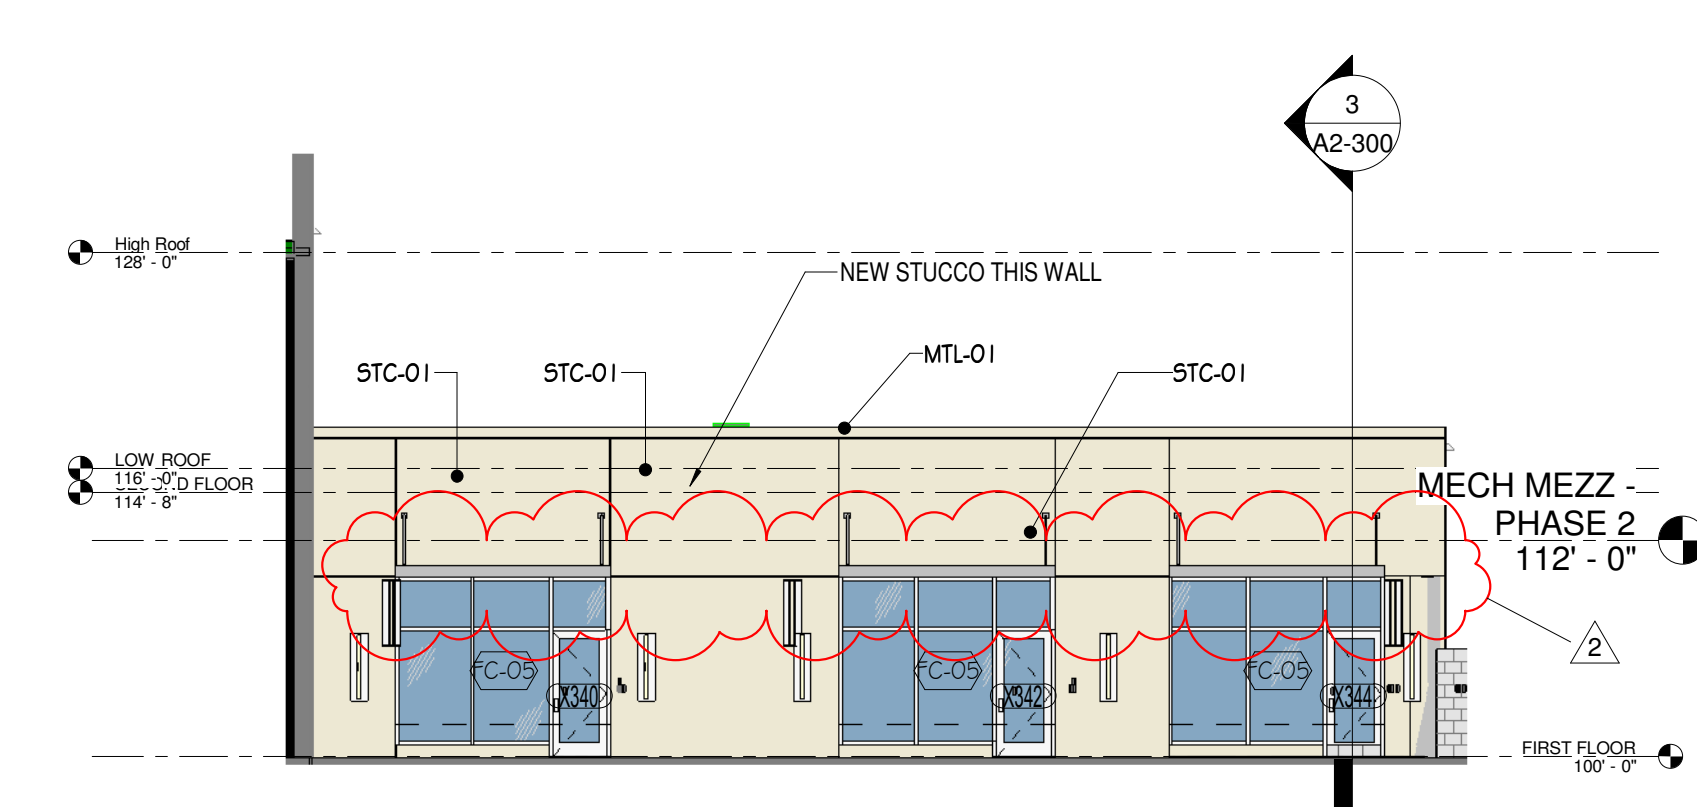 3
A2-300
High Roof
128' - 0"
NEW STUCCO THIS WALL
MTL-01
STC-01
STC-01
STC-01
LOW ROOF
116' - 0"
SECOND FLOOR
114' - 8"
MECH MEZZ -
PHASE 2
112' - 0"
2
FC-05
FC-05
FC-05
X340
X342
X344
FIRST FLOOR
100' - 0"